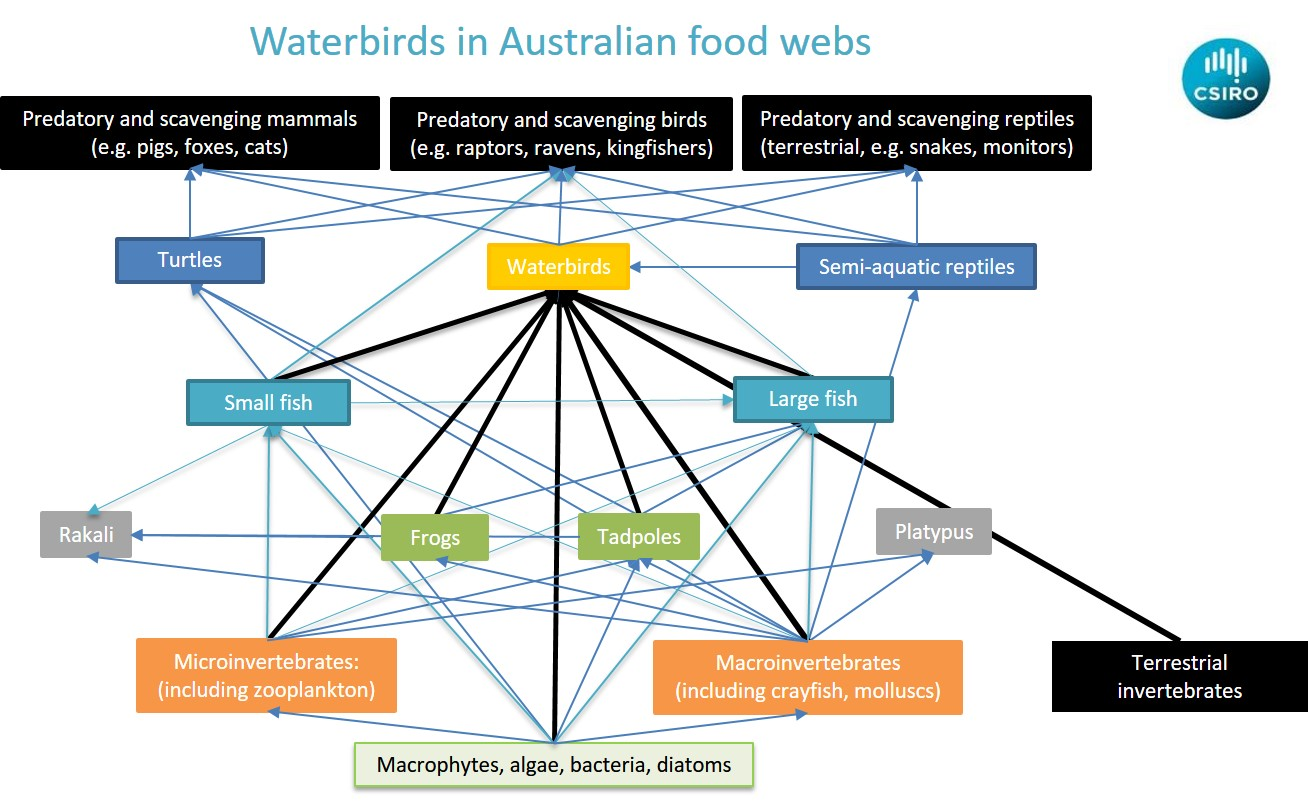 Waterbirds in Australian food webs
CSIRO
Predatory and scavenging mammals
(e.g. pigs, foxes, cats)
Predatory and scavenging birds
(e.g. raptors, ravens, kingfishers)
Predatory and scavenging reptiles
(terrestrial, e.g. snakes, monitors)
Turtles
Waterbirds
Semi-aquatic reptiles
Small fish
Large fish
Rakali
Frogs
Tadpoles
Platypus
Microinvertebrates:
(including zooplankton)
Macroinvertebrates
(including crayfish, molluscs)
Terrestrial
invertebrates
Macrophytes, algae, bacteria, diatoms